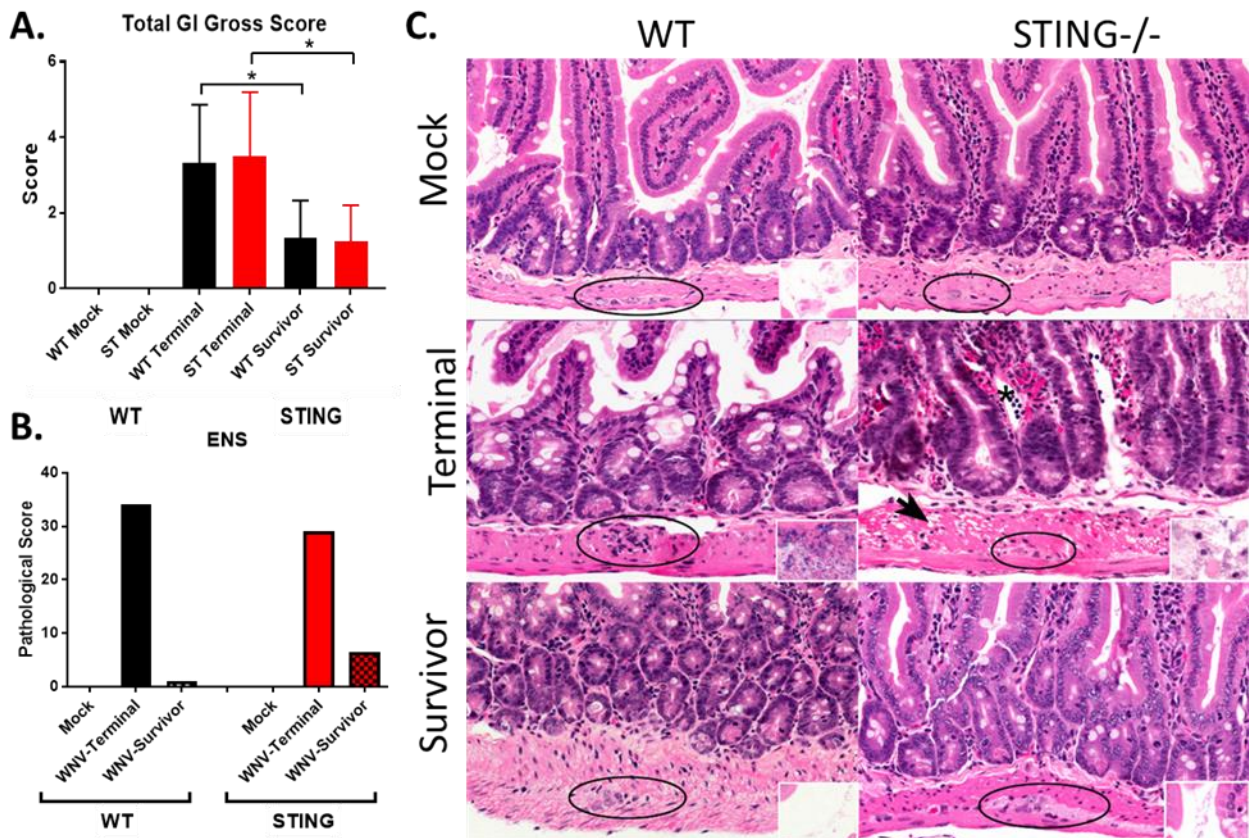 A.
Total GI Gross Score
*
*
6
4
2
0
Score
WT Mock
ST Mock
WT Terminal
ST Terminal
WT Survivor
ST Survivor
B.
WT
STING
ENS
40
30
20
10
0
Pathological Score
Mock
WNV-Terminal
WNV-Survivor
Mock
WNV-Terminal
WNV-Survivor
WT
STING
C.
WT
STING-/-
Mock
Terminal
*
Survivor